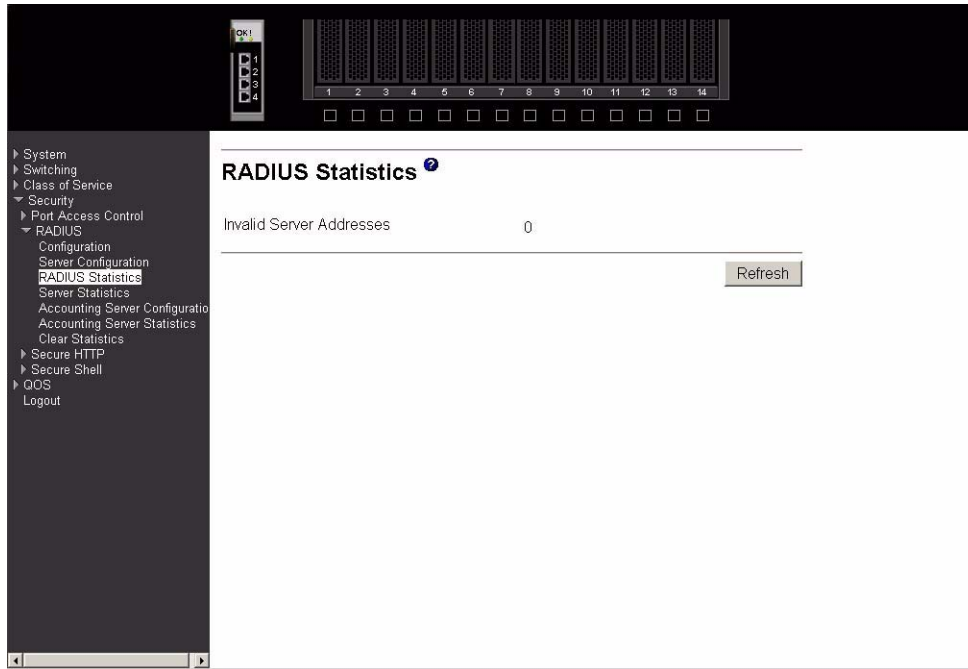 OK!
1
2
3
4
1 2 3 4 5 6 7 8 9 10 11 12 13 14
System
Switching
Class of Service
Security
Port Access Control
RADIUS
Configuration
Server Configuration
RADIUS Statistics
Server Statistics
Accounting Server Configuratio
Accounting Server Statistics
Clear Statistics
Secure HTTP
Secure Shell
QOS
Logout
RADIUS Statistics ?
Invalid Server Addresses 0
Refresh